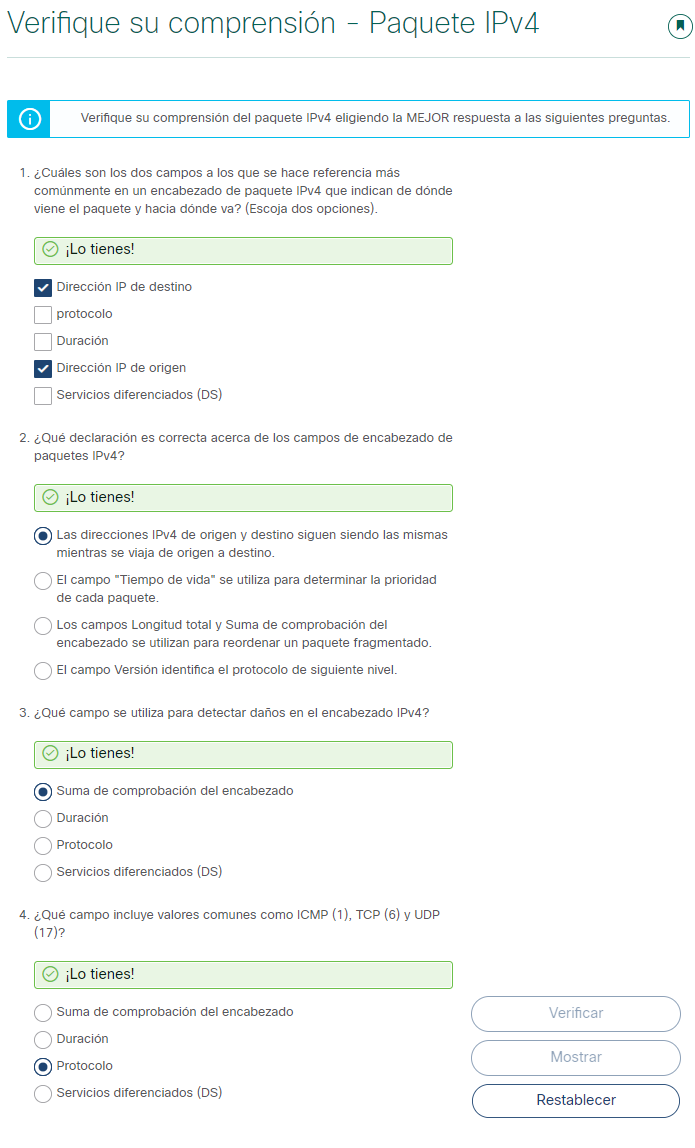 Verifique su comprensión - Paquete IPv4
Verifique su comprensión del paquete IPv4 eligiendo la MEJOR respuesta a las siguientes preguntas.
1. ¿Cuáles son los dos campos a los que se hace referencia más
comúnmente en un encabezado de paquete IPv4 que indican de dónde
viene el paquete y hacia dónde va? (Escoja dos opciones).
¡Lo tienes!
Dirección IP de destino
protocolo
Duración
Dirección IP de origen
Servicios diferenciados (DS)
2. ¿Qué declaración es correcta acerca de los campos de encabezado de
paquetes IPv4?
¡Lo tienes!
Las direcciones IPv4 de origen y destino siguen siendo las mismas
mientras se viaja de origen a destino.
El campo "Tiempo de vida" se utiliza para determinar la prioridad
de cada paquete.
Los campos Longitud total y Suma de comprobación del
encabezado se utilizan para reordenar un paquete fragmentado.
El campo Versión identifica el protocolo de siguiente nivel.
3. ¿Qué campo se utiliza para detectar daños en el encabezado IPv4?
¡Lo tienes!
Suma de comprobación del encabezado
Duración
Protocolo
Servicios diferenciados (DS)
4. ¿Qué campo incluye valores comunes como ICMP (1), TCP (6) y UDP
(17)?
¡Lo tienes!
Suma de comprobación del encabezado
Duración
Protocolo
Servicios diferenciados (DS)
Verificar
Mostrar
Restablecer